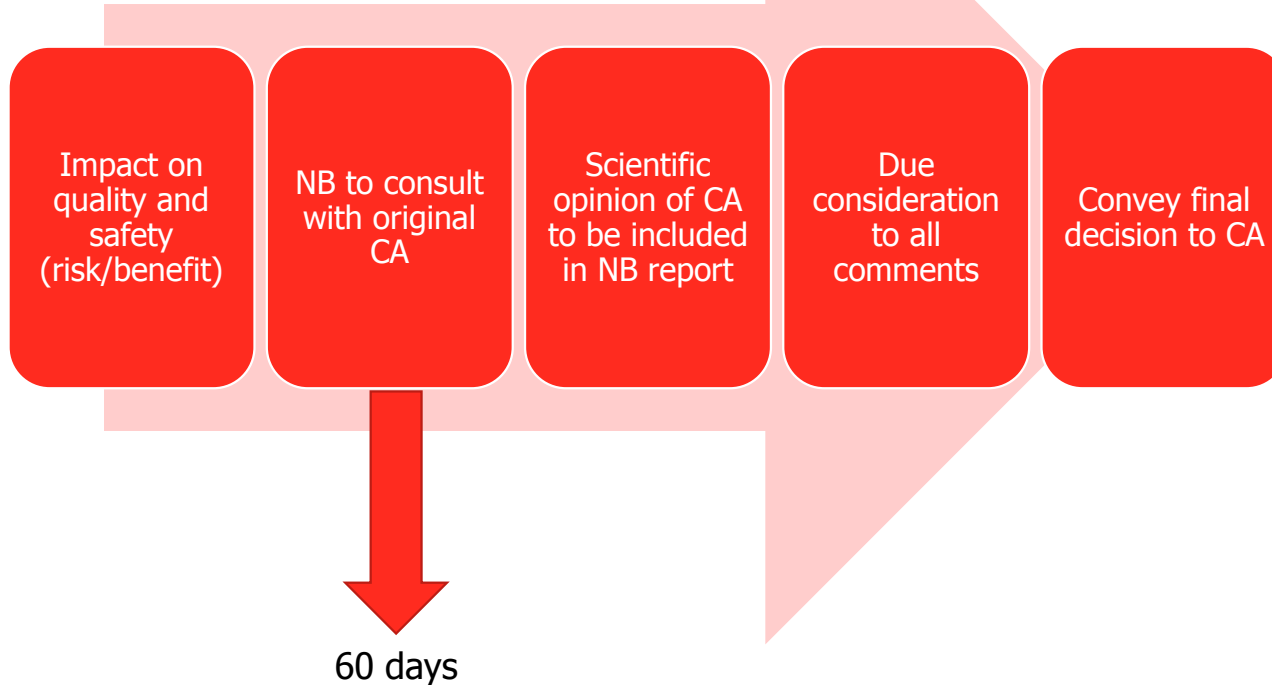 Impact on
quality and
safety
(risk/benefit)
NB to consult
with original
CA
Scientific
opinion of CA
to be included
in NB report
Due
consideration
to all
comments
Convey final
decision to CA
60 days